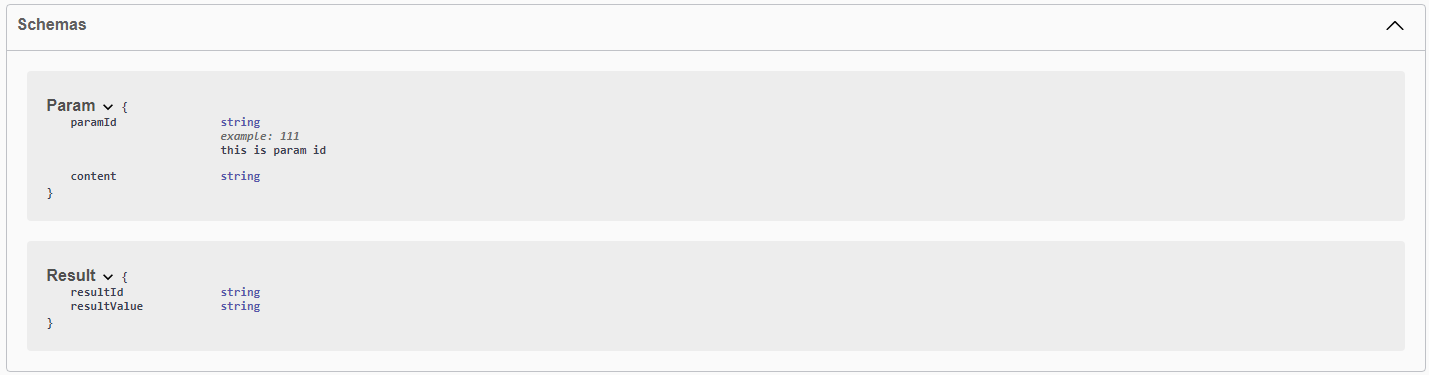 Schemas
Param {
paramId string
example: 111
this is param id
content string
}
Result {
resultId string
resultValue string
}